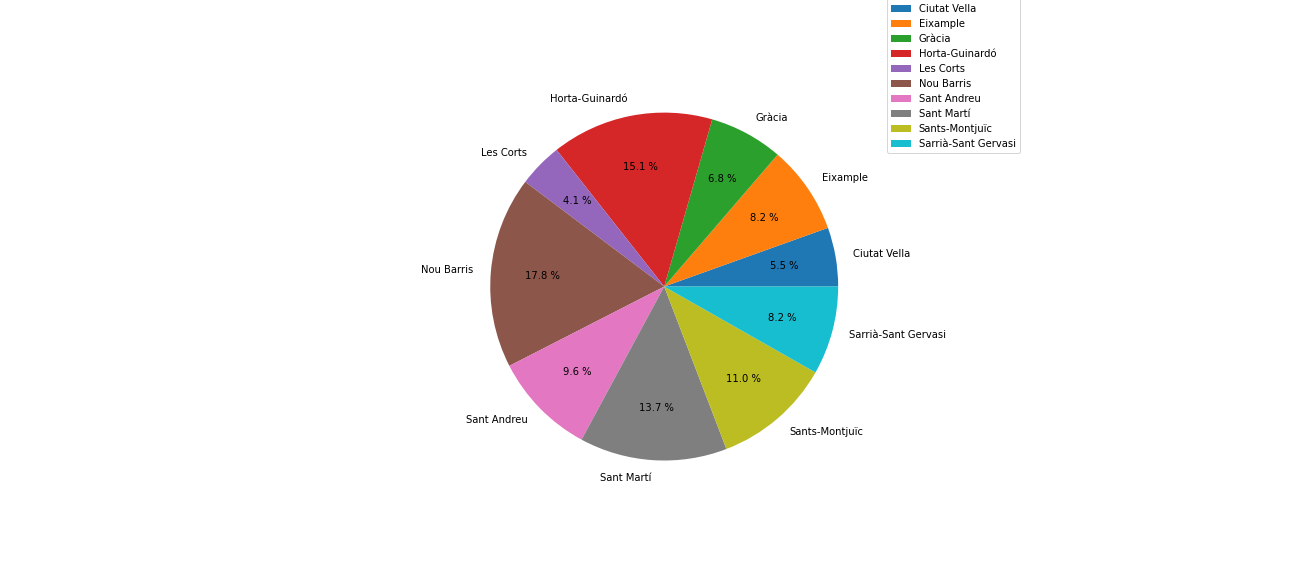 Ciutat Vella
Eixample
Gràcia
Horta-Guinardó
Les Corts
Nou Barris
Sant Andreu
Sant Martí
Sants-Montjuïc
Sarrià-Sant Gervasi
Horta-Guinardó
Gràcia
Les Corts
Eixample
15.1 %
6.8 %
4.1 %
8.2 %
Ciutat Vella
5.5 %
Nou Barris
17.8 %
8.2 %
Sarrià-Sant Gervasi
9.6 %
11.0 %
13.7 %
Sant Andreu
Sants-Montjuïc
Sant Martí